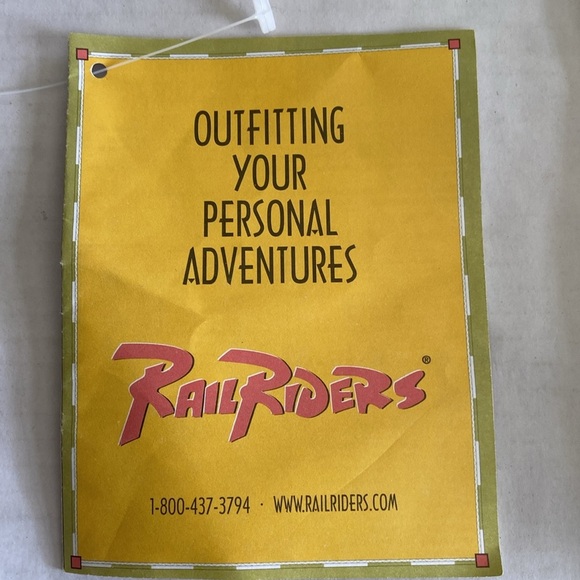 OUTFITTING
YOUR
PERSONAL
ADVENTURES
RAILRIDERS®
1-800-437-3794 · WWW.RAILRIDERS.COM